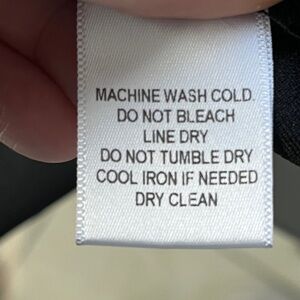 MACHINE WASH COLD.
DO NOT BLEACH
LINE DRY
DO NOT TUMBLE DRY
COOL IRON IF NEEDED
DRY CLEAN